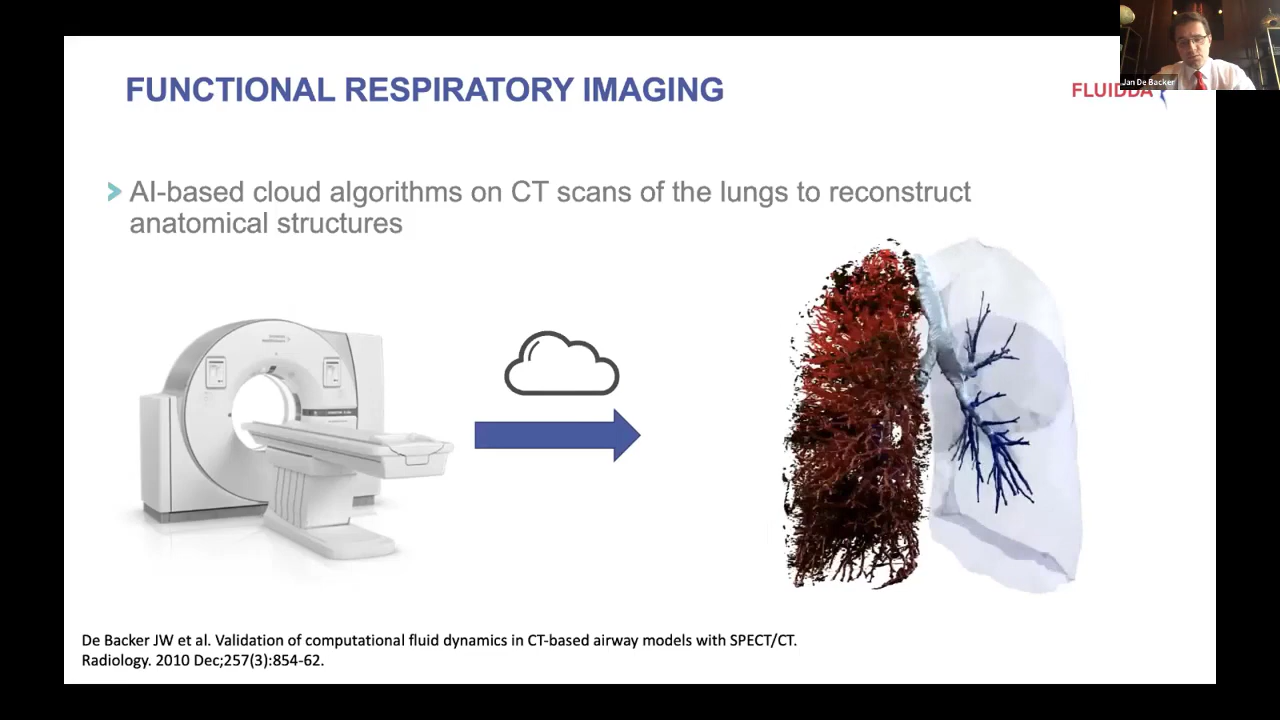 FUNCTIONAL RESPIRATORY IMAGING
FLUIDDA
Jan De Backer
AI-based cloud algorithms on CT scans of the lungs to reconstruct
anatomical structures
De Backer JW et al. Validation of computational fluid dynamics in CT-based airway models with SPECT/CT.
Radiology. 2010 Dec;257(3):854-62.